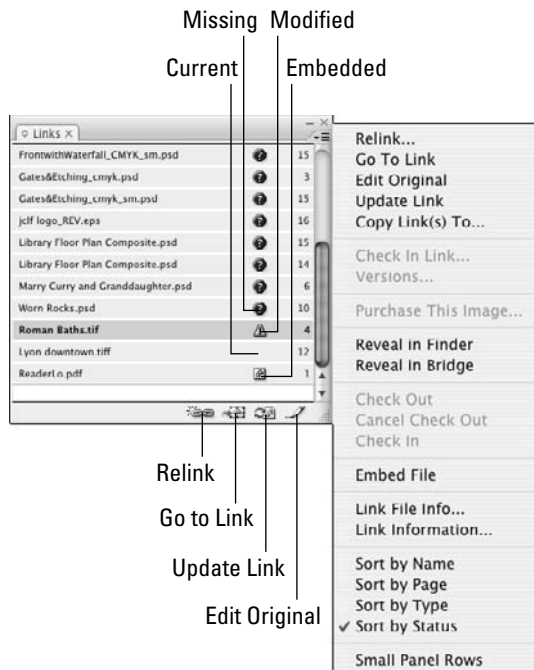 Missing Modified
Current Embedded
Links ×
FrontwithWaterfall_CMYK_sm.psd 15
Gates&Etching_cmyk.psd 3
Gates&Etching_cmyk_sm.psd 15
jclf logo_REV.eps 16
Library Floor Plan Composite.psd 15
Library Floor Plan Composite.psd 14
Marry Curry and Granddaughter.psd 6
Worn Rocks.psd 10
Roman Baths.tif 4
Lyon downtown.tiff 12
ReaderLo.pdf 1
Relink
Go to Link
Update Link
Edit Original
Relink...
Go To Link
Edit Original
Update Link
Copy Link(s) To...
Check In Link...
Versions...
Purchase This Image...
Reveal in Finder
Reveal in Bridge
Check Out
Cancel Check Out
Check In
Embed File
Link File Info...
Link Information...
Sort by Name
Sort by Page
Sort by Type
✓ Sort by Status
Small Panel Rows